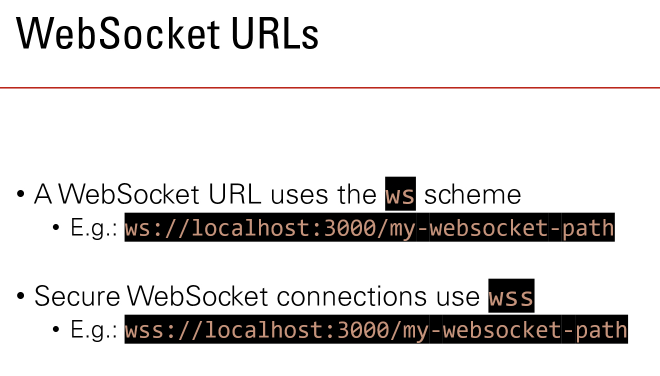 WebSocket URLs
• A WebSocket URL uses the ws scheme
• E.g.: ws://localhost:3000/my-websocket-path
• Secure WebSocket connections use wss
• E.g.: wss://localhost:3000/my-websocket-path